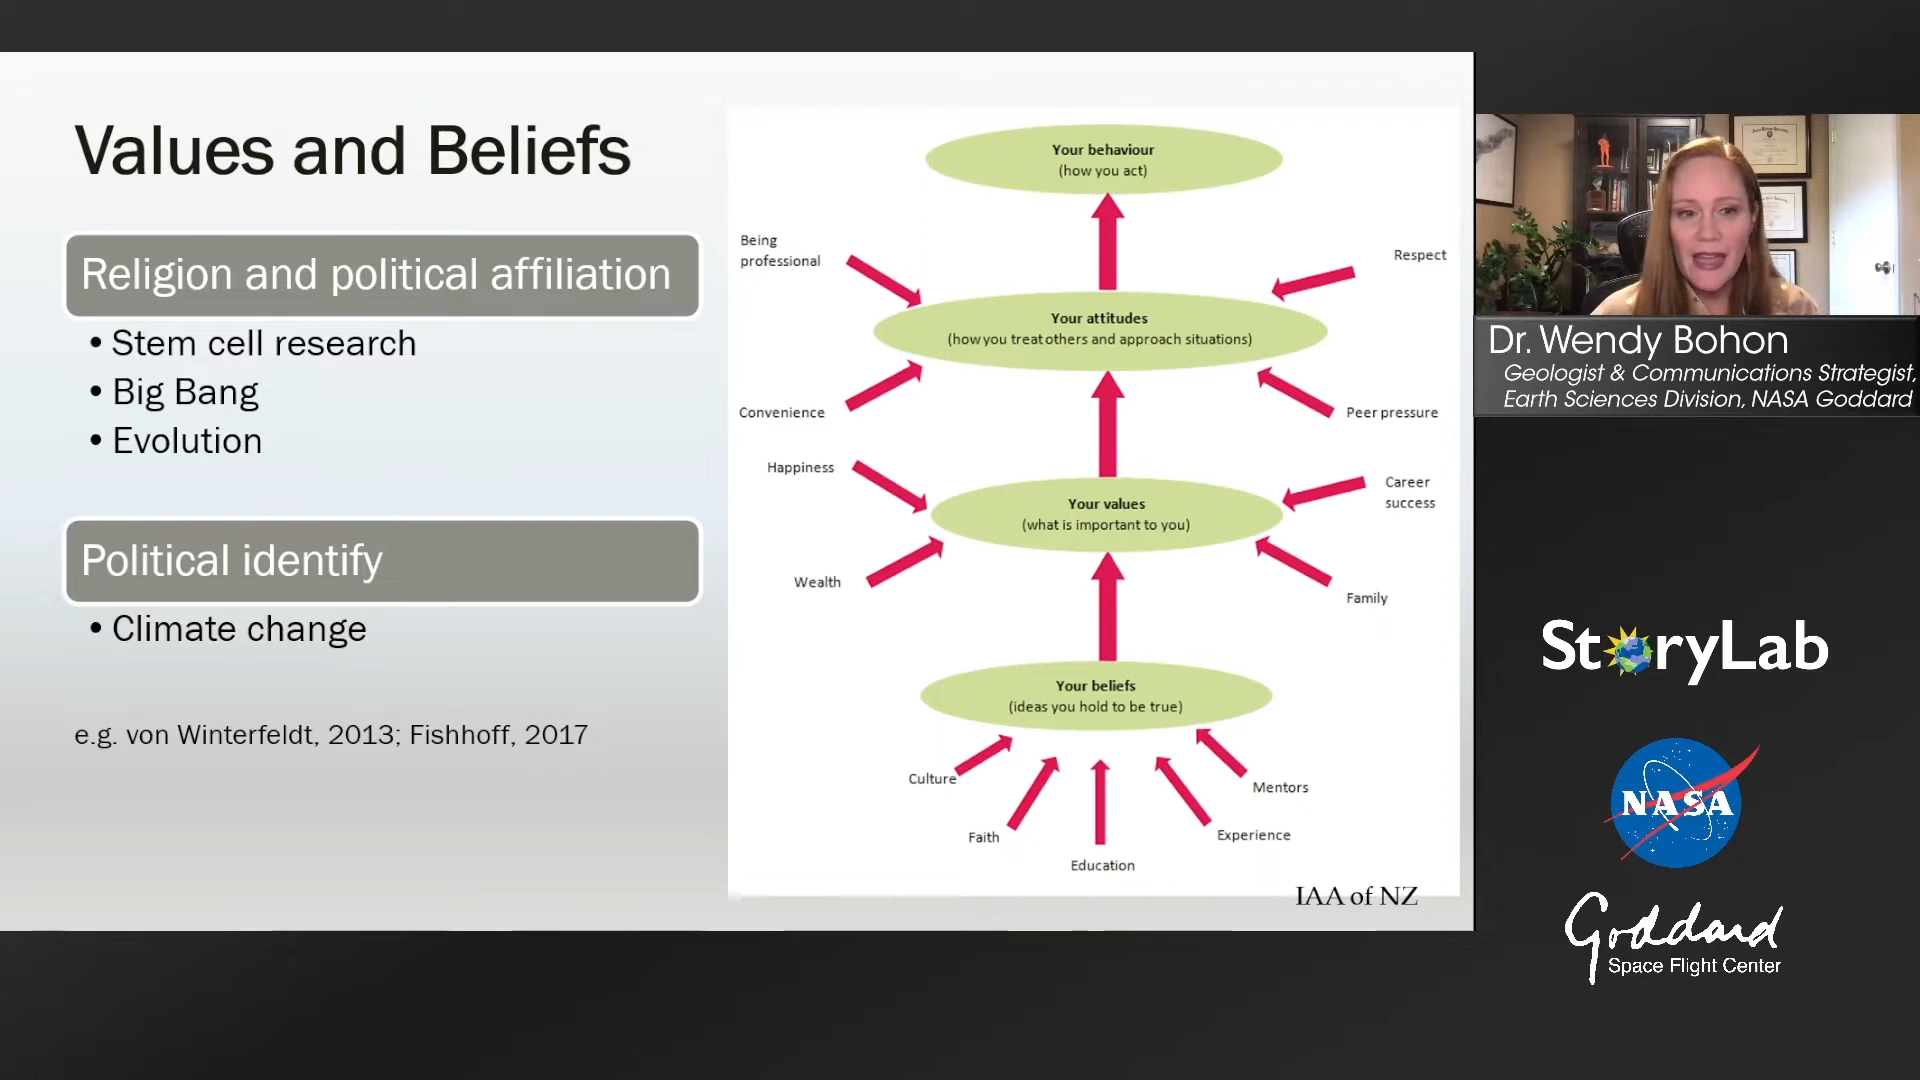 Values and Beliefs
Religion and political affiliation
• Stem cell research
• Big Bang
• Evolution
Political identify
• Climate change
e.g. von Winterfeldt, 2013; Fishhoff, 2017
Your behaviour
(how you act)
Being
professional
Respect
Your attitudes
(how you treat others and approach situations)
Convenience
Peer pressure
Happiness
Career
success
Your values
(what is important to you)
Wealth
Family
Your beliefs
(ideas you hold to be true)
Culture
Mentors
Faith
Experience
Education
IAA of NZ
Dr. Wendy Bohon
Geologist & Communications Strategist,
Earth Sciences Division, NASA Goddard
StoryLab
NASA
Goddard
Space Flight Center